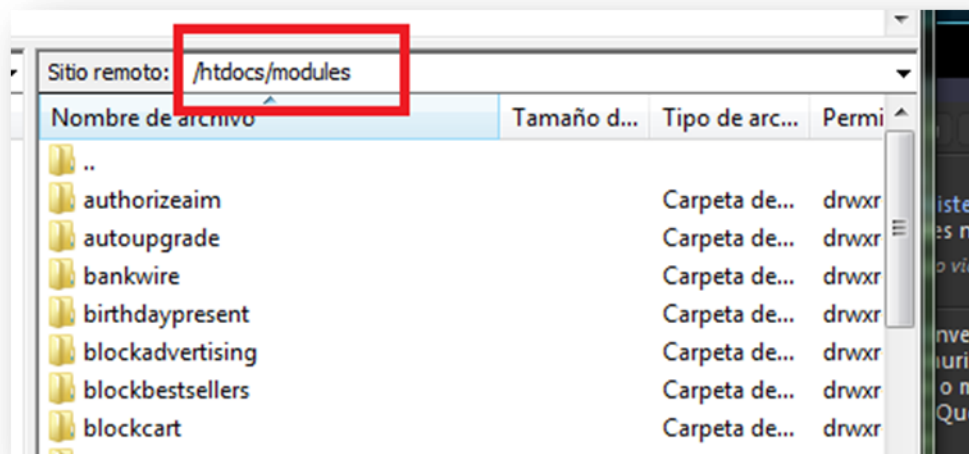 Sitio remoto: /htdocs/modules
Nombre de archivo Tamaño d... Tipo de arc... Permi
..
authorizeaim Carpeta de... drwxr
autoupgrade Carpeta de... drwxr
bankwire Carpeta de... drwxr
birthdaypresent Carpeta de... drwxr
blockadvertising Carpeta de... drwxr
blockbestsellers Carpeta de... drwxr
blockcart Carpeta de... drwxr